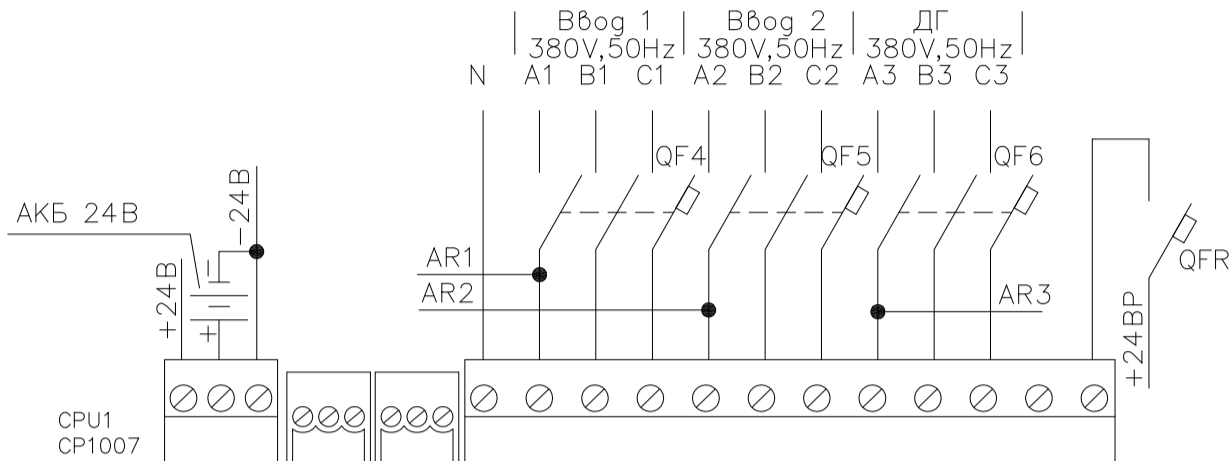 Ввод 1
380V,50Hz
Ввод 2
380V,50Hz
ДГ
380V,50Hz
N A1 B1 C1 A2 B2 C2 A3 B3 C3
QF4
QF5
QF6
АКБ 24В
-24В
+24В
+
AR1
AR2
AR3
QFR
+24ВР
CPU1
CP1007